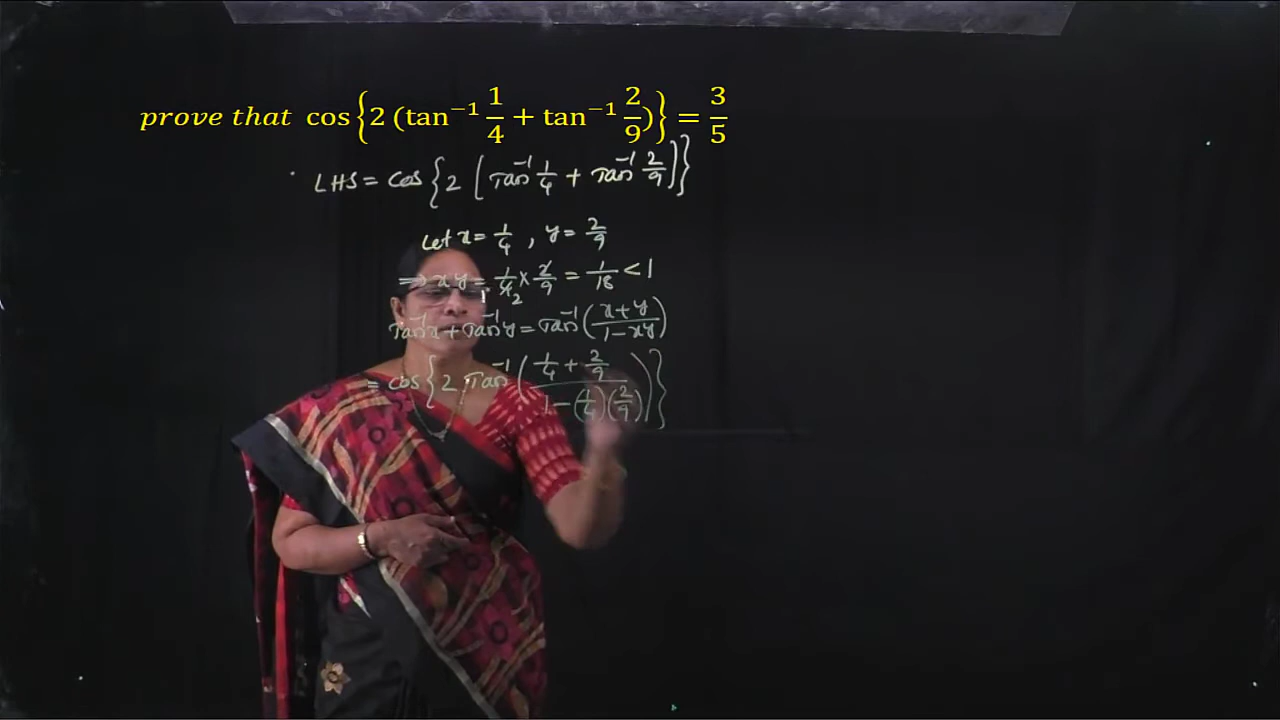 prove that cos{2 (tan⁻¹ 1/4 + tan⁻¹ 2/9)} = 3/5
LHS = cos{2 [Tan⁻¹ 1/4 + Tan⁻¹ 2/9]}
Let x = 1/4 , y = 2/9
⇒ xy = 1/4 2 × 2/9 = 1/18 < 1
Tan⁻¹x + Tan⁻¹y = Tan⁻¹ (x+y/1-xy)
= cos{2 Tan⁻¹ (1/4 + 2/9 / 1-(1/4)(2/9))}